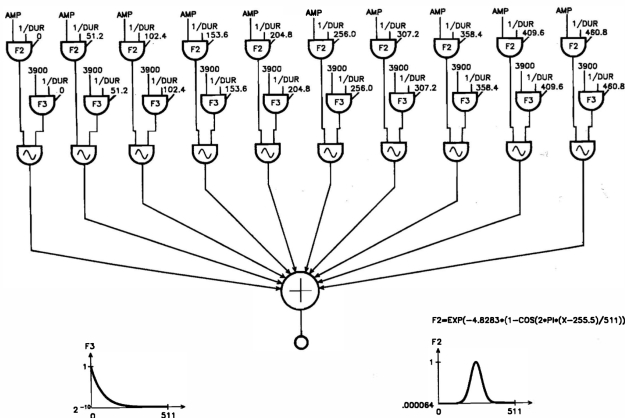 AMP AMP AMP AMP AMP AMP AMP AMP AMP AMP
1/DUR 1/DUR 1/DUR 1/DUR 1/DUR 1/DUR 1/DUR 1/DUR 1/DUR 1/DUR
0 51.2 102.4 153.6 204.8 256.0 307.2 358.4 409.6 460.8
F2 F2 F2 F2 F2 F2 F2 F2 F2 F2
3900 3900 3900 3900 3900 3900 3900 3900 3900 3900
1/DUR 1/DUR 1/DUR 1/DUR 1/DUR 1/DUR 1/DUR 1/DUR 1/DUR 1/DUR
0 51.2 102.4 153.6 204.8 256.0 307.2 358.4 409.6 460.8
F3 F3 F3 F3 F3 F3 F3 F3 F3 F3
+
F2=EXP(-4.8283*(1-COS(2*PI*(X-255.5)/511))
F3
1
2 -10
0
511
F2
1
.000064
0
511